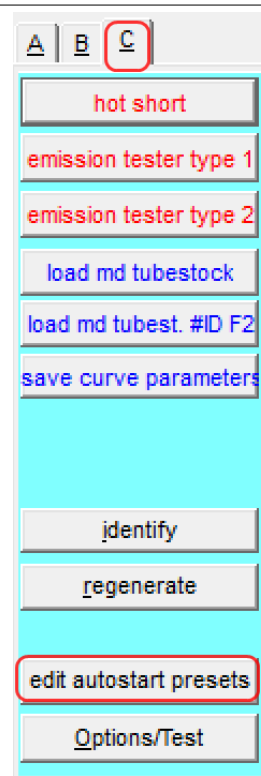 A B C
hot short
emission tester type 1
emission tester type 2
load md tubestock
load md tubest. #ID F2
save curve parameters
identify
regenerate
edit autostart presets
Options/Test